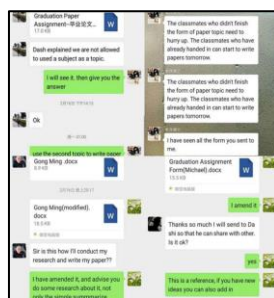 Graduation Paper
Assignment-毕业论文...
17.0 KB
Dash explained we are not allowed
to used a subject as a topic.
I will see it, then give you the
answer
Ok
use the second topic to write paper
Gong Ming .docx
Gong Ming(modified).
docx
Sir is this how I'll conduct my
research and write my paper??
I have amended it, and advise you
do some research about it, not
The classmates who didn't finish
the form of paper topic need to
hurry up. The classmates who have
already handed in can start to write
papers tomorrow.
The classmates who didn't finish
the form of paper topic need to
hurry up. The classmates who have
already handed in can start to write
papers tomorrow.
I have seen all the form you sent to
me.
Graduation Assignment
Form(Michael).docx
I amend it
Thanks so much I will send to Da
shi so that he can share with other.
Is it ok?
yes
This is a reference, if you have new
ideas you can also add in